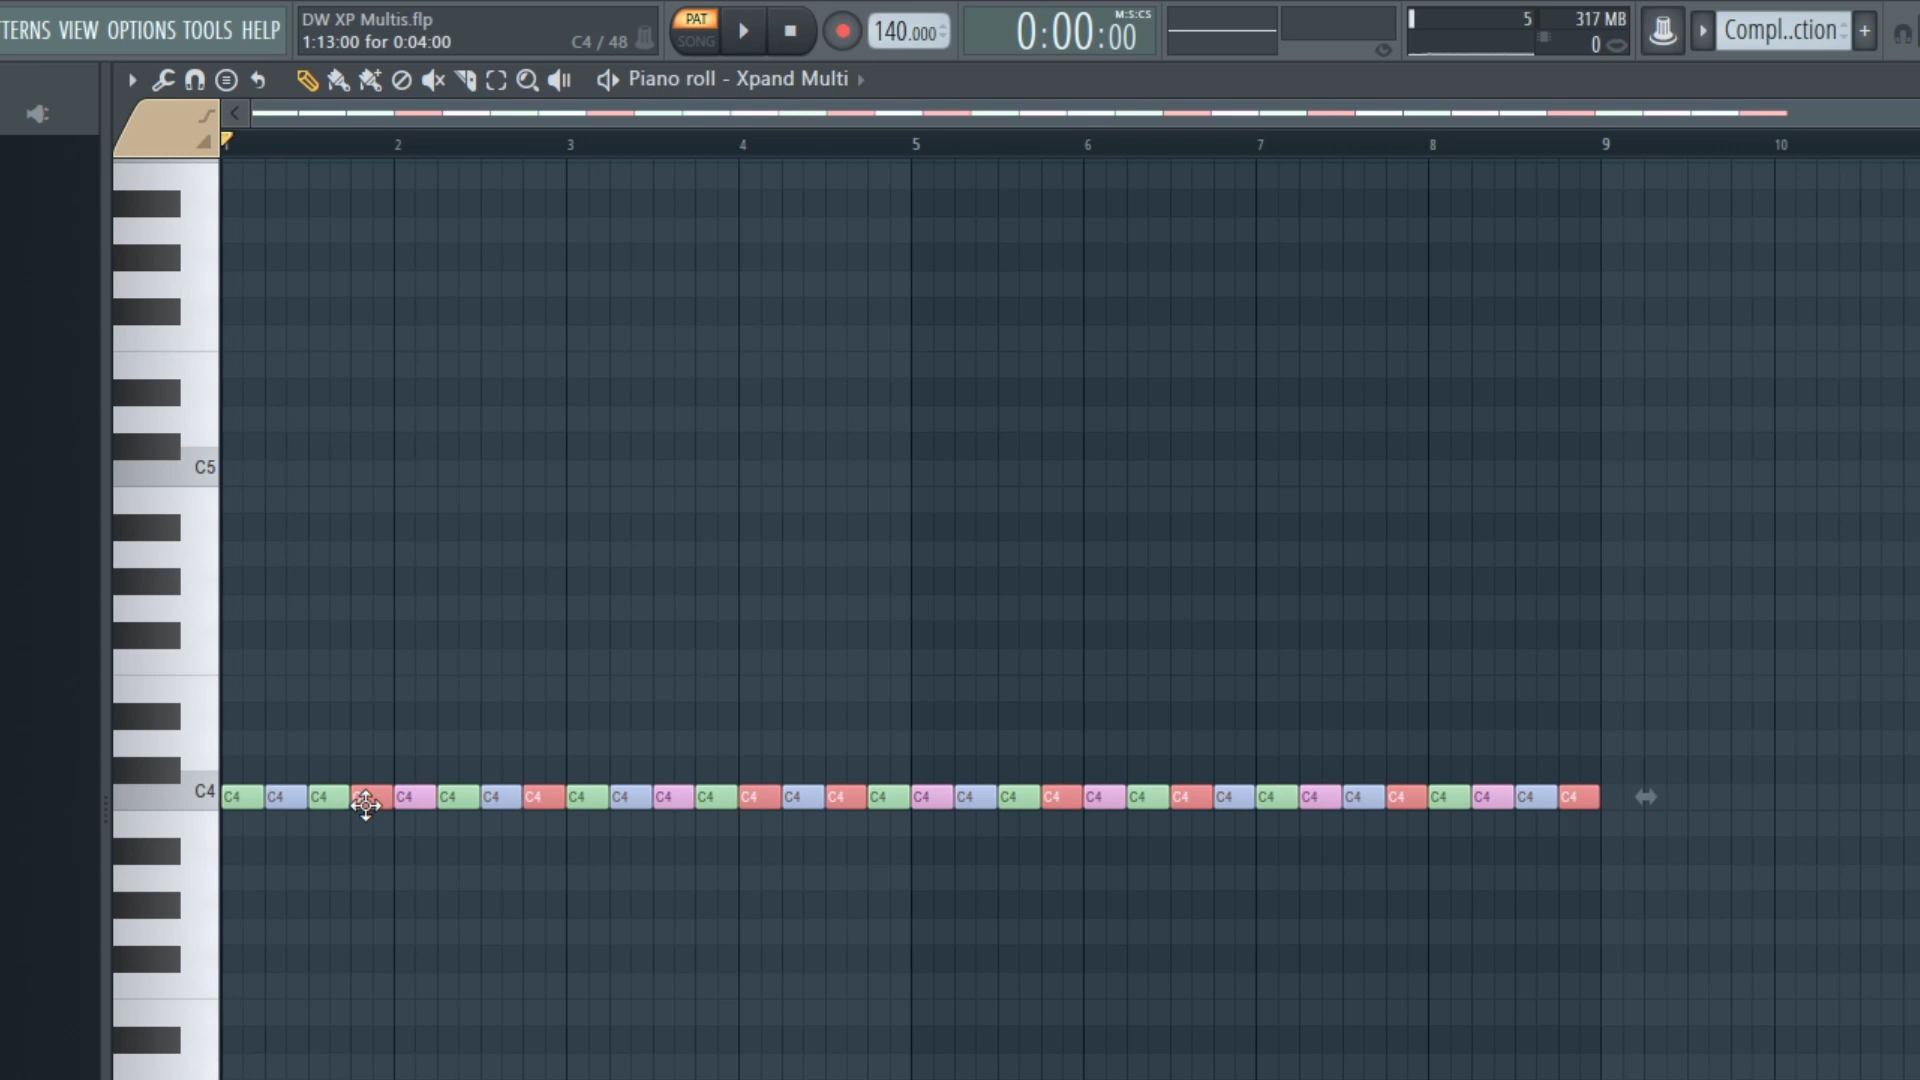 TERNS VIEW OPTIONS TOOLS HELP
DW XP Multis.flp
1:13:00 for 0:04:00
C4 / 48
PAT
SONG
140.000
M:S:CS
0:00:00
5
317 MB
0
Compl..ction
+
Piano roll - Xpand Multi
1 2 3 4 5 6 7 8 9 10
C5
C4
C4 C4 C4 C4 C4 C4 C4 C4 C4 C4 C4 C4 C4 C4 C4 C4 C4 C4 C4 C4 C4 C4 C4 C4 C4 C4 C4 C4 C4 C4 C4